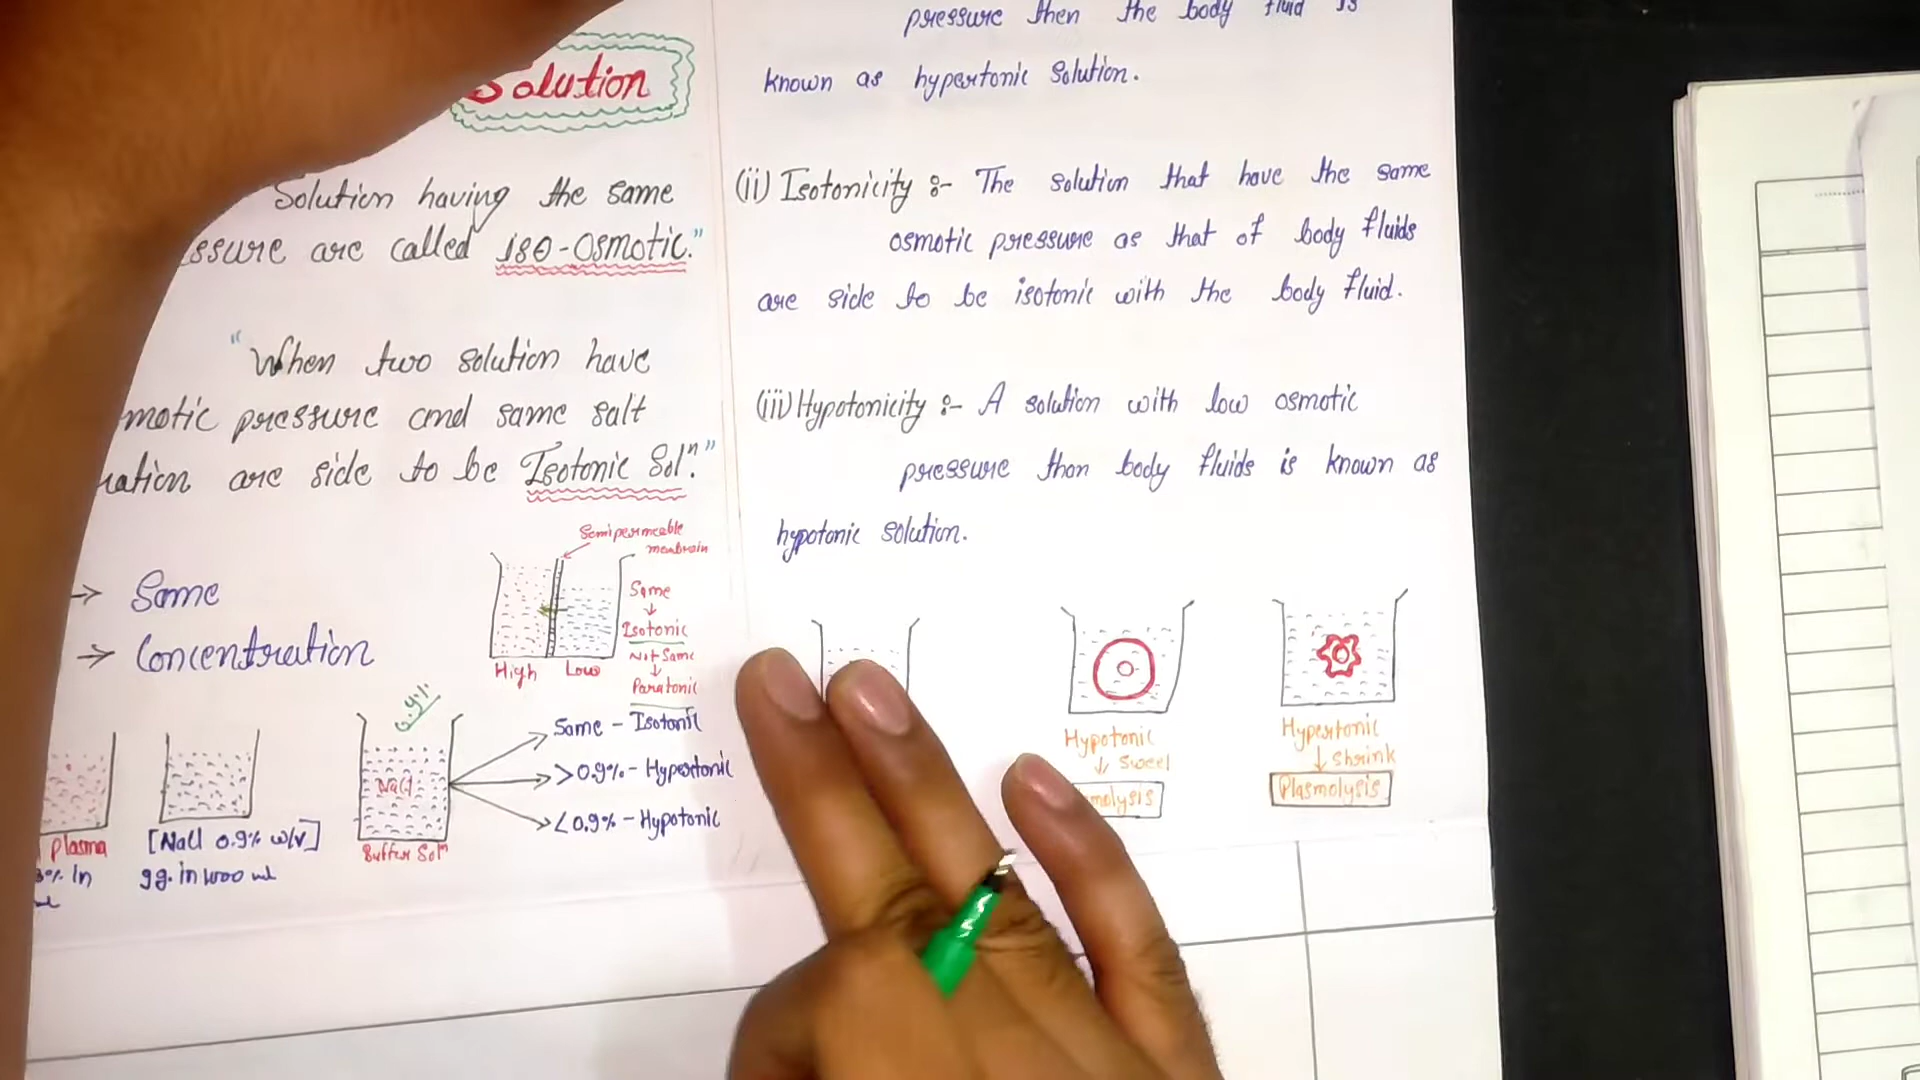 Solution
Solution having the same
ssure are called iso-Osmotic."
"When two solution have
motic pressure and same salt
ration are side to be Isotonic Solⁿ."
→ Same
→ Concentration
Semipermeable
membrain
Same
↓
Isotonic
Not Same
↓
Paratonic
High Low
0.9%
NaCl
Buffer Solⁿ
Same - Isotonic
>0.9% - Hypertonic
<0.9% - Hypotonic
plasma
% in
[NaCl 0.9% w/v]
9g. in 1000 ml
pressure then the body fluid is
known as hypertonic solution.
(ii) Isotonicity :- The solution that have the same
osmotic pressure as that of body fluids
are side to be isotonic with the body fluid.
(iii) Hypotonicity :- A solution with low osmotic
pressure than body fluids is known as
hypotonic solution.
Hypotonic
↓ Sweel
molysis
Hypertonic
↓ Shrink
Plasmolysis